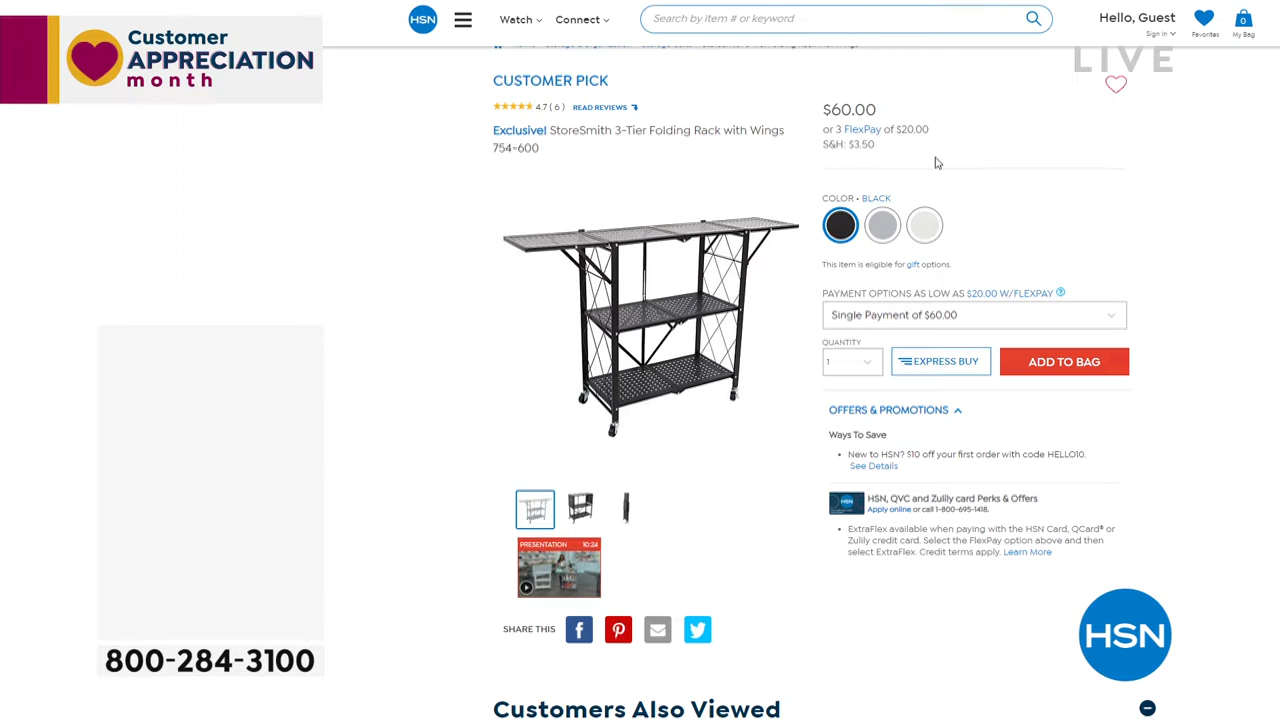 Customer
APPRECIATION
month
HSN
Watch
Connect
Search by item # or keyword
Hello, Guest
Sign in
Favorites
0
My Bag
LIVE
CUSTOMER PICK
4.7 ( 6 ) READ REVIEWS
Exclusive! StoreSmith 3-Tier Folding Rack with Wings
754-600
$60.00
or 3 FlexPay of $20.00
S&H: $3.50
COLOR • BLACK
This item is eligible for gift options.
PAYMENT OPTIONS AS LOW AS $20.00 W/FLEXPAY ?
Single Payment of $60.00
QUANTITY
1
EXPRESS BUY
ADD TO BAG
OFFERS & PROMOTIONS
Ways To Save
• New to HSN? $10 off your first order with code HELLO10.
See Details
HSN, QVC and Zulily card Perks & Offers
Apply online or call 1-800-695-1418.
• ExtraFlex available when paying with the HSN Card, QCard® or
Zulily credit card. Select the FlexPay option above and then
select ExtraFlex. Credit terms apply. Learn More
PRESENTATION 10:24
SHARE THIS
800-284-3100
HSN
Customers Also Viewed